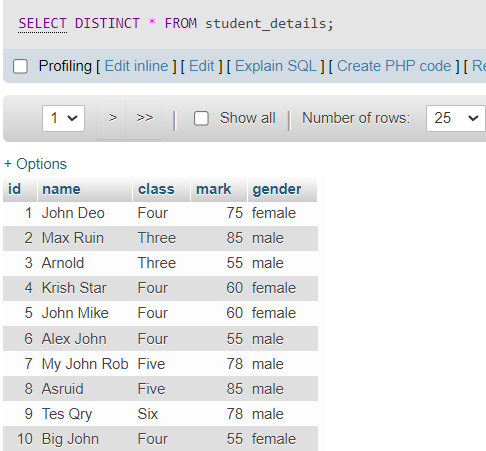 SELECT DISTINCT * FROM student_details;
Profiling [ Edit inline ] [ Edit ] [ Explain SQL ] [ Create PHP code ] [
1 > >> | Show all | Number of rows: 25
+ Options
id name class mark gender
1 John Deo Four 75 female
2 Max Ruin Three 85 male
3 Arnold Three 55 male
4 Krish Star Four 60 female
5 John Mike Four 60 female
6 Alex John Four 55 male
7 My John Rob Five 78 male
8 Asruid Five 85 male
9 Tes Qry Six 78 male
10 Big John Four 55 female